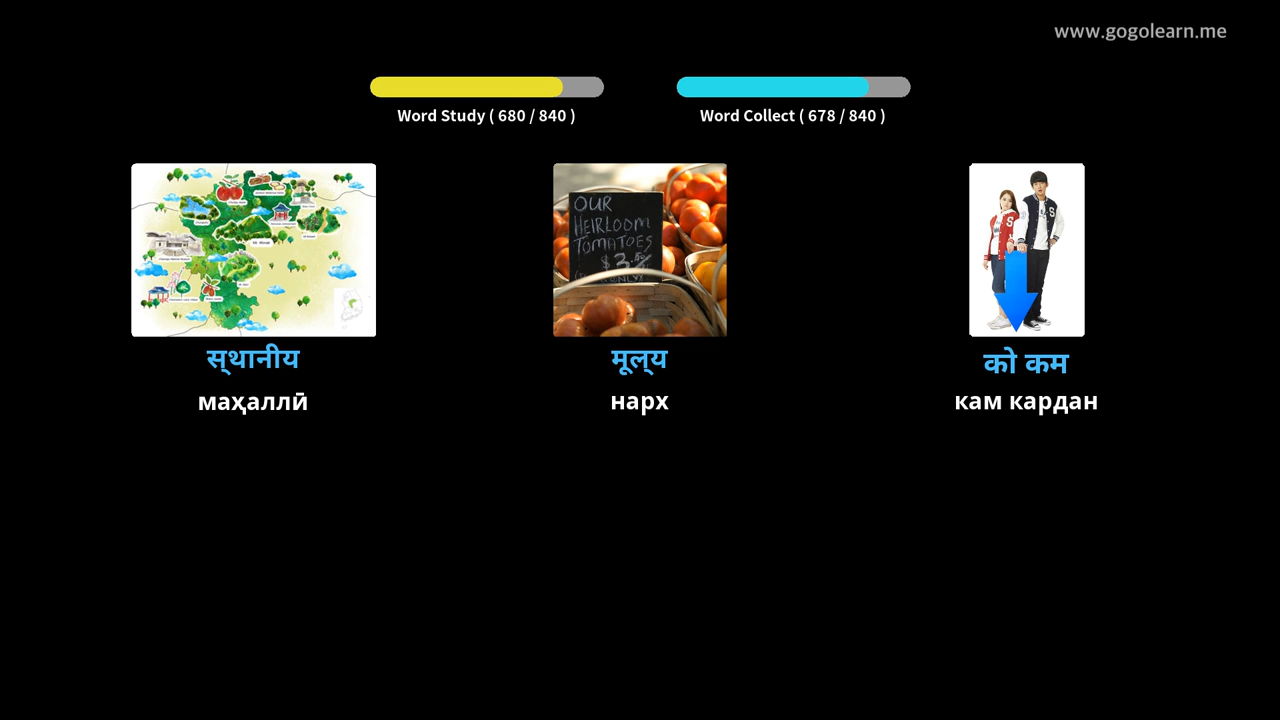 www.gogolearn.me
Word Study ( 680 / 840 )
Word Collect ( 678 / 840 )
OUR
HEIRLOOM
TOMATOES
स्थानीय
मूल्य
को कम
маҳаллӣ
нарх
кам кардан